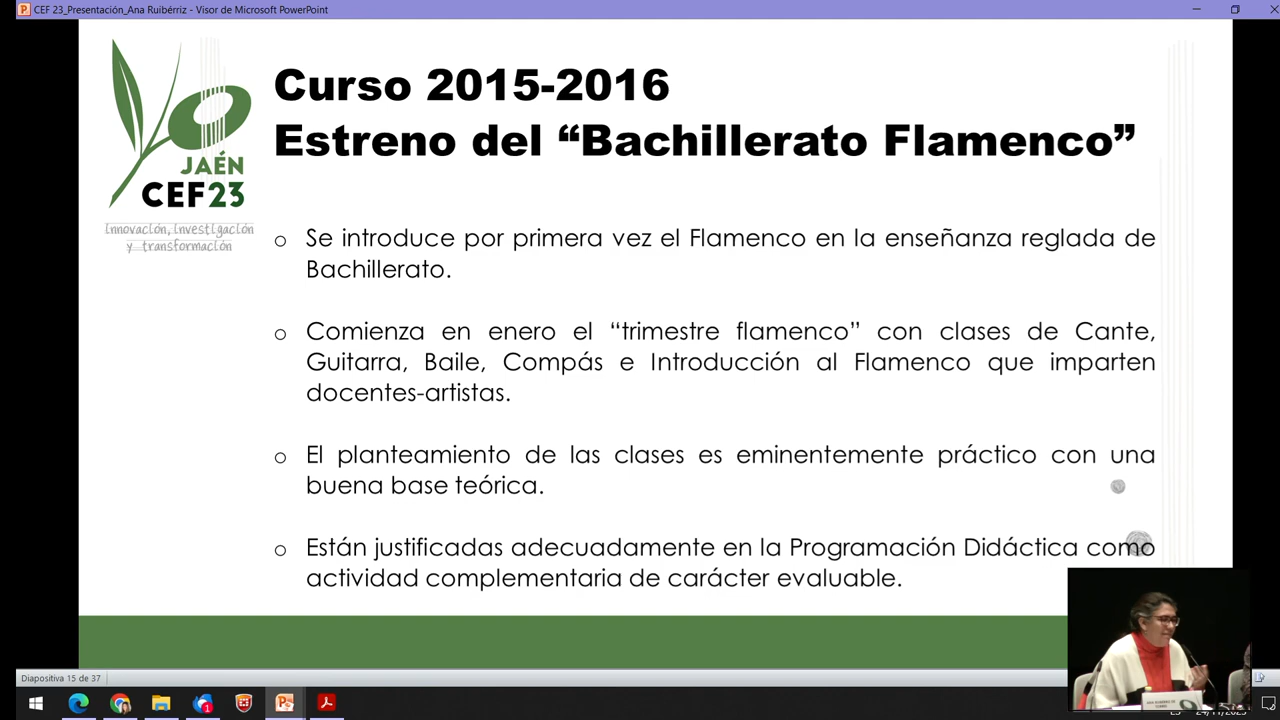 CEF 23_Presentación_Ana Ruibérriz - Visor de Microsoft PowerPoint
Curso 2015-2016
Estreno del “Bachillerato Flamenco”
JAÉN
CEF23
innovación, investigación
y transformación
o Se introduce por primera vez el Flamenco en la enseñanza reglada de
Bachillerato.
o Comienza en enero el “trimestre flamenco” con clases de Cante,
Guitarra, Baile, Compás e Introducción al Flamenco que imparten
docentes-artistas.
o El planteamiento de las clases es eminentemente práctico con una
buena base teórica.
o Están justificadas adecuadamente en la Programación Didáctica como
actividad complementaria de carácter evaluable.
Diapositiva 15 de 37